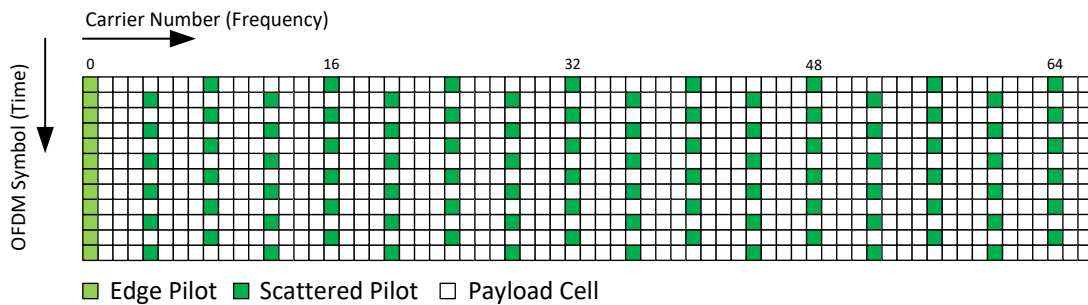 Carrier Number (Frequency)
0 16 32 48 64
OFDM Symbol (Time)
Edge Pilot Scattered Pilot Payload Cell